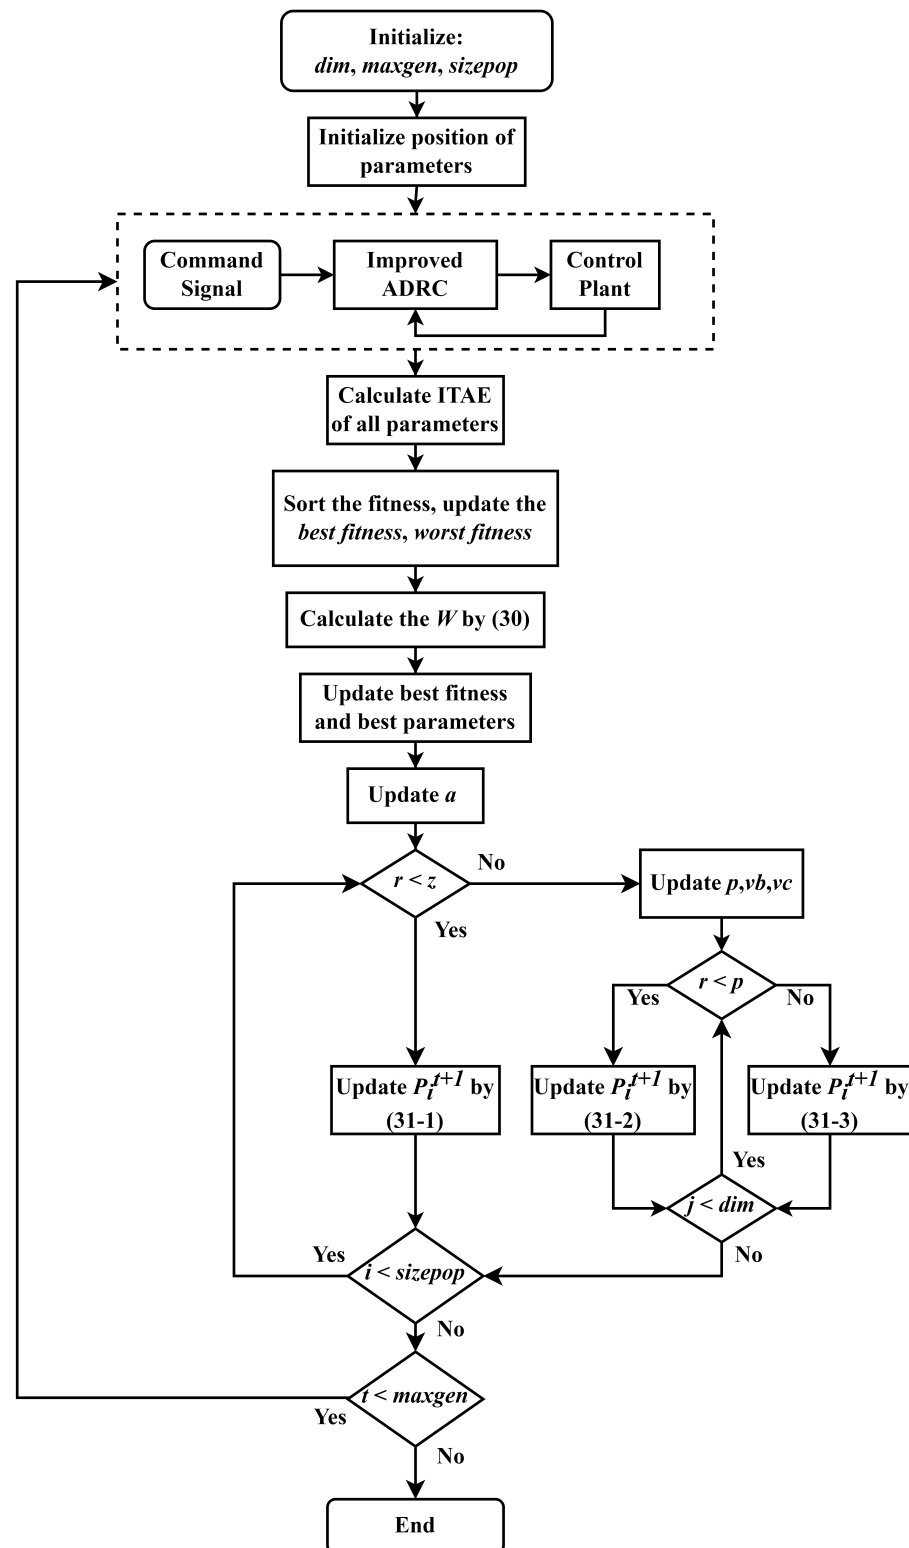 Initialize:
dim, maxgen, sizepop
Initialize position of
parameters
Command
Signal
Improved
ADRC
Control
Plant
Calculate ITAE
of all parameters
Sort the fitness, update the
best fitness, worst fitness
Calculate the W by (30)
Update best fitness
and best parameters
Update a
r < z
No
Yes
Update p,vb,vc
r < p
Yes
No
Update P_i^{t+1} by
(31-1)
Update P_i^{t+1} by
(31-2)
Update P_i^{t+1} by
(31-3)
Yes
j < dim
No
Yes
i < sizepop
No
t < maxgen
Yes
No
End